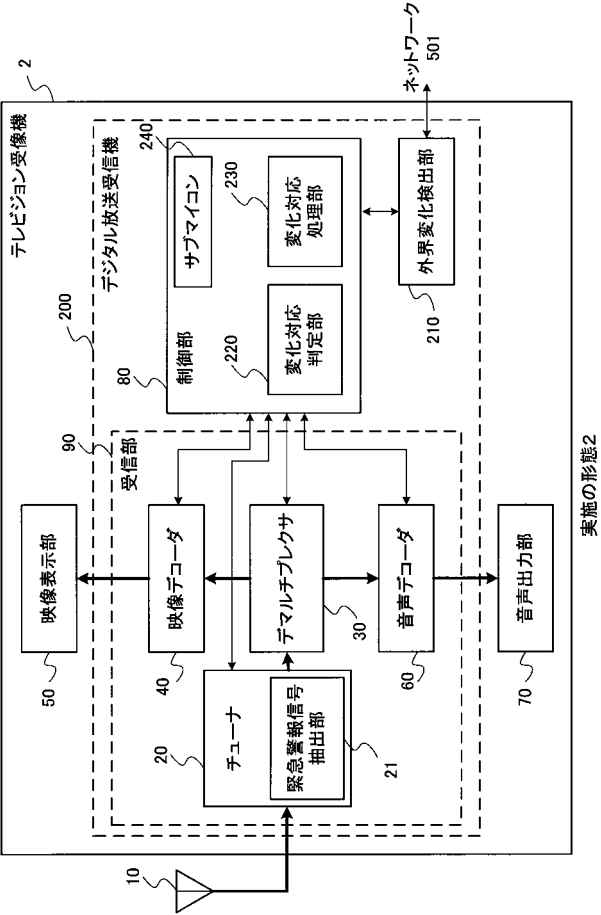 テレビジョン受像機
2
デジタル放送受信機
200
受信部
90
10
チューナ
20
緊急警報信号
抽出部
21
映像表示部
50
映像デコーダ
40
デマルチプレクサ
30
音声デコーダ
60
音声出力部
70
制御部
80
サブマイコン
240
変化対応
判定部
220
変化対応
処理部
230
外界変化検出部
210
ネットワーク
501
実施の形態2